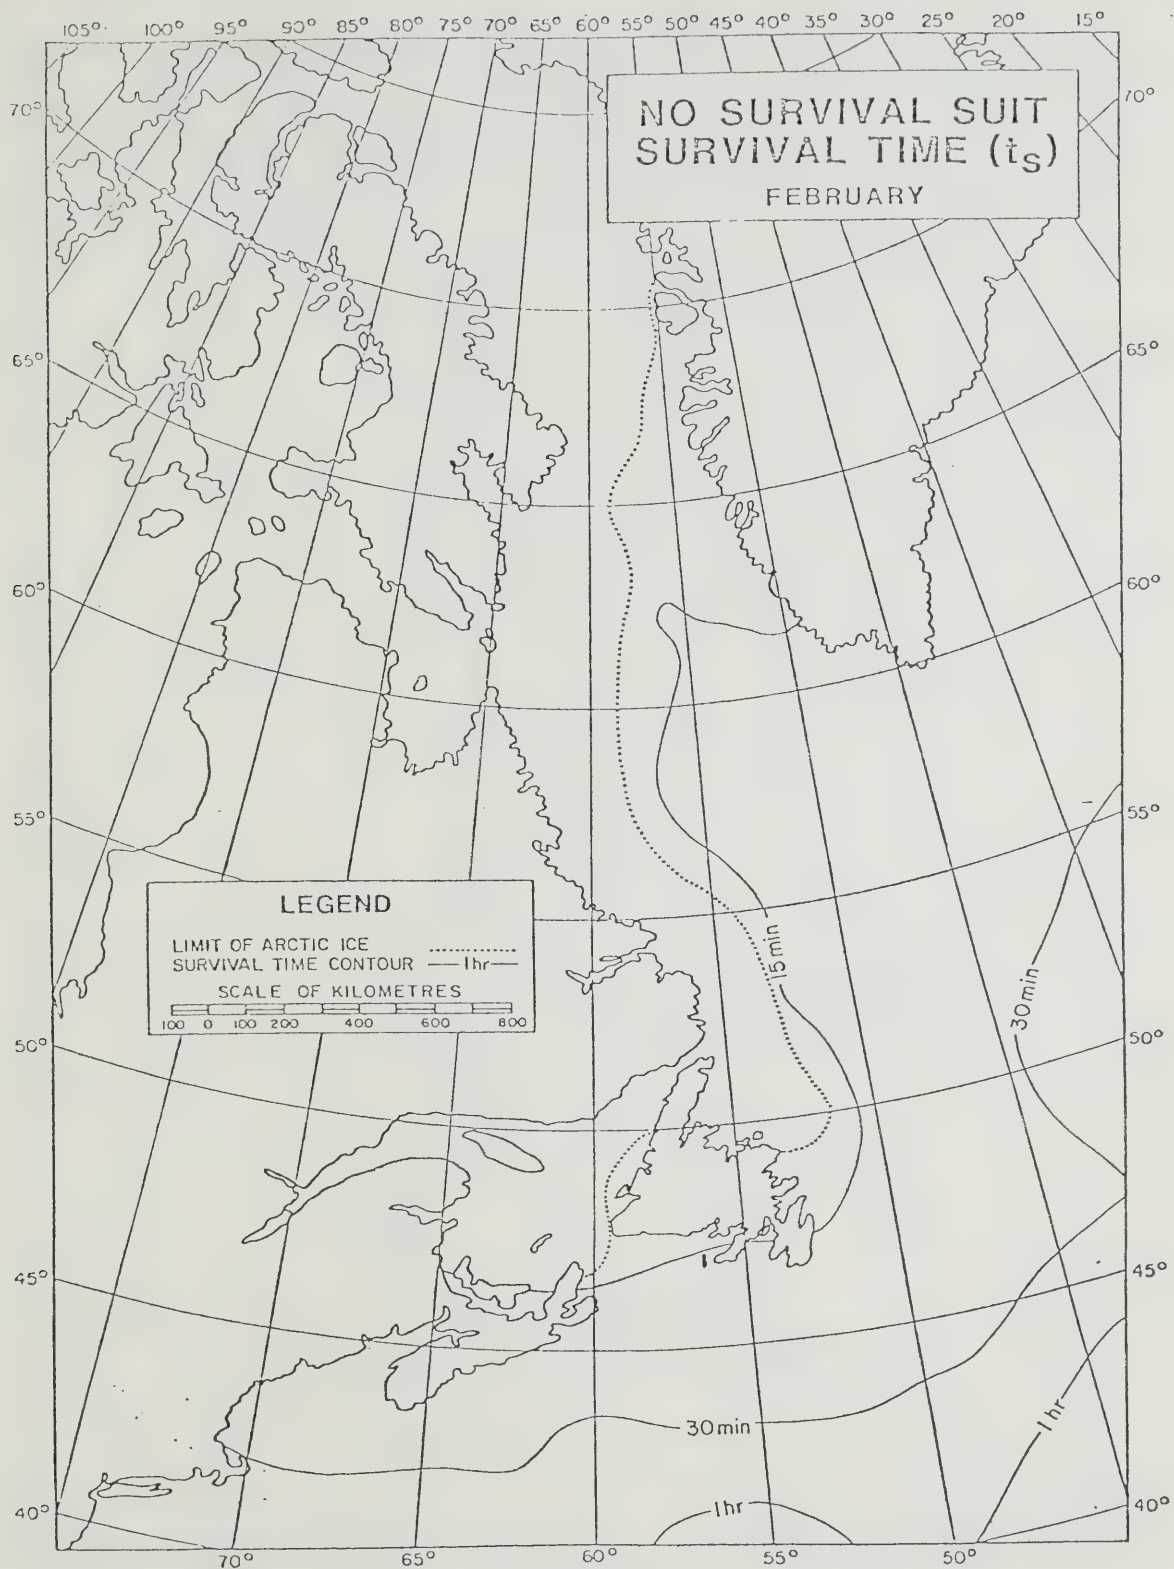 105° 100° 95° 90° 85° 80° 75° 70° 65° 60° 55° 50° 45° 40° 35° 30° 25° 20° 15°
NO SURVIVAL SUIT
SURVIVAL TIME (ts)
FEBRUARY
70° 70°
65° 65°
60° 60°
55° 55°
15min
30min
LEGEND
LIMIT OF ARCTIC ICE
SURVIVAL TIME CONTOUR 1hr
SCALE OF KILOMETRES
100 0 100 200 400 600 800
50° 50°
45° 45°
30min
1hr
1hr
40° 40°
70° 65° 60° 55° 50°